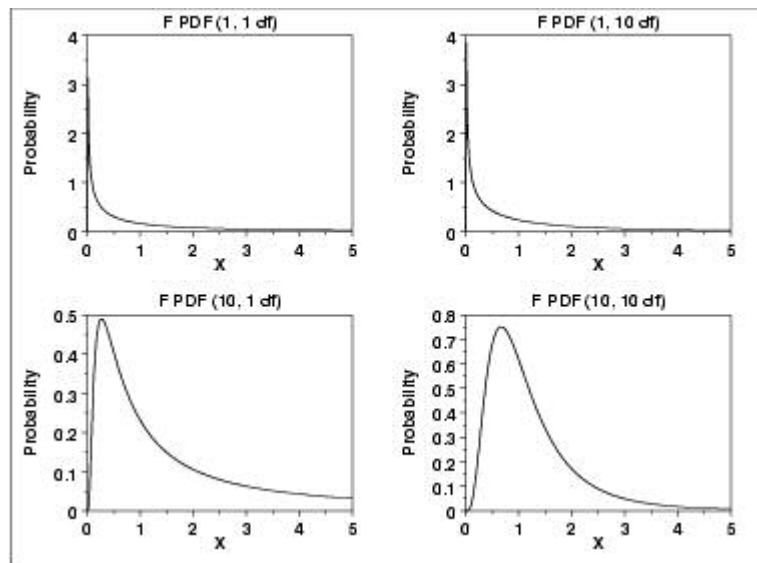 F PDF (1, 1 df)
4
3
2
1
0
Probability
0 1 2 3 4 5
X
F PDF (1, 10 df)
4
3
2
1
0
Probability
0 1 2 3 4 5
X
F PDF (10, 1 df)
0.5
0.4
0.3
0.2
0.1
0
Probability
0 1 2 3 4 5
X
F PDF (10, 10 df)
0.8
0.7
0.6
0.5
0.4
0.3
0.2
0.1
0
Probability
0 1 2 3 4 5
X